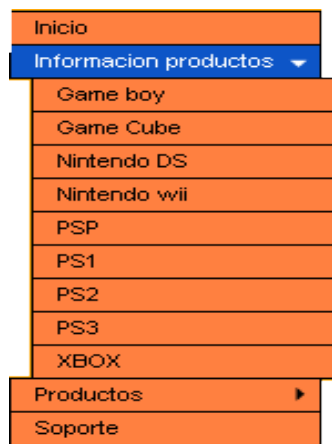 Inicio
Informacion productos
Game boy
Game Cube
Nintendo DS
Nintendo wii
PSP
PS1
PS2
PS3
XBOX
Productos
Soporte